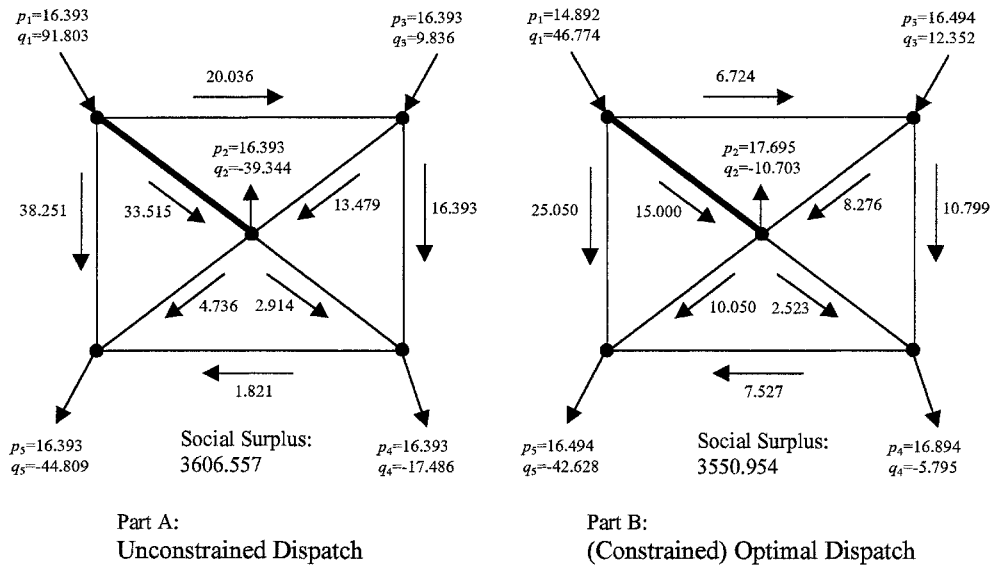 p₁=16.393
q₁=91.803
p₃=16.393
q₃=9.836
20.036
p₂=16.393
q₂=-39.344
38.251
33.515
13.479
16.393
4.736
2.914
1.821
p₅=16.393
q₅=-44.809
Social Surplus:
3606.557
p₄=16.393
q₄=-17.486
Part A:
Unconstrained Dispatch
p₁=14.892
q₁=46.774
p₃=16.494
q₃=12.352
6.724
p₂=17.695
q₂=-10.703
25.050
15.000
8.276
10.799
10.050
2.523
7.527
p₅=16.494
q₅=-42.628
Social Surplus:
3550.954
p₄=16.894
q₄=-5.795
Part B:
(Constrained) Optimal Dispatch